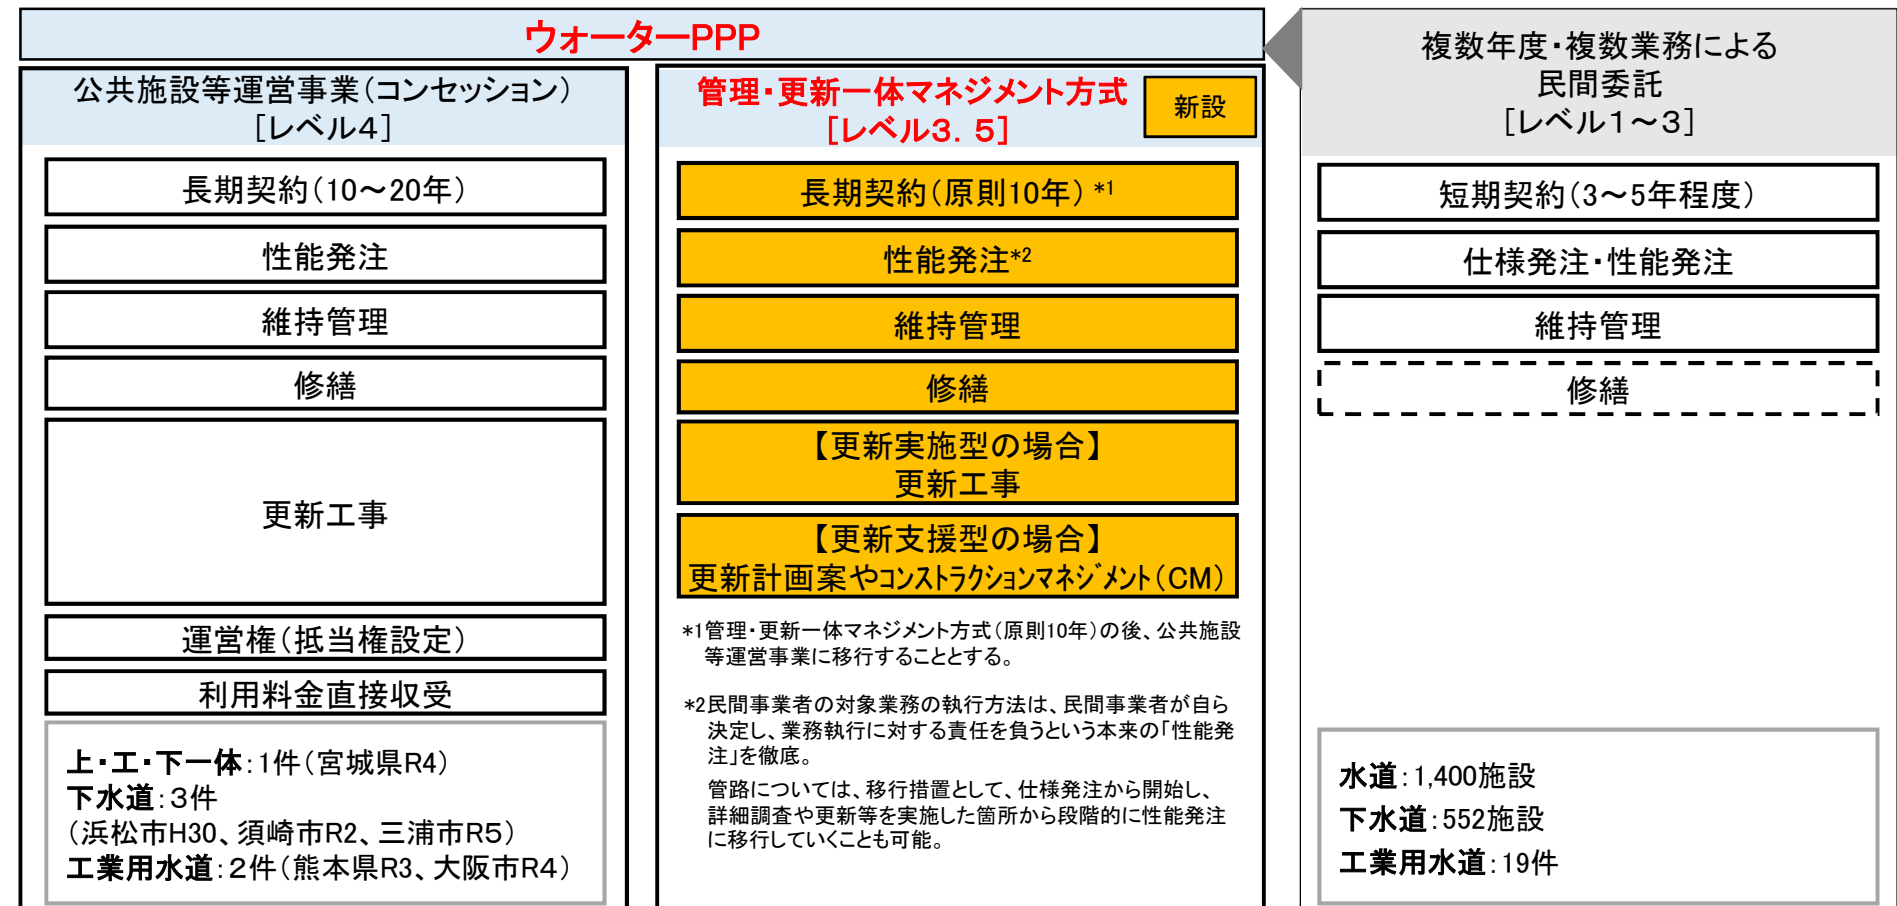 ウォーターPPP
公共施設等運営事業（コンセッション）
［レベル４］
長期契約（10～20年）
性能発注
維持管理
修繕
更新工事
運営権（抵当権設定）
利用料金直接収受
上・工・下一体：1件（宮城県R4）
下水道：３件
（浜松市H30、須崎市R2、三浦市R５）
工業用水道：２件（熊本県R3、大阪市R４）
管理・更新一体マネジメント方式
［レベル３．５］
新設
長期契約（原則10年）*1
性能発注*2
維持管理
修繕
【更新実施型の場合】
更新工事
【更新支援型の場合】
更新計画案やｺﾝｽﾄﾗｸｼｮﾝﾏﾈｼﾞﾒﾝﾄ（CM）
*1管理・更新一体マネジメント方式（原則10年）の後、公共施設
等運営事業に移行することとする。
*2民間事業者の対象業務の執行方法は、民間事業者が自ら
決定し、業務執行に対する責任を負うという本来の「性能発
注」を徹底。
管路については、移行措置として、仕様発注から開始し、
詳細調査や更新等を実施した箇所から段階的に性能発注
に移行していくことも可能。
複数年度・複数業務による
民間委託
［レベル１～３］
短期契約（3～5年程度）
仕様発注・性能発注
維持管理
修繕
水道：1,400施設
下水道：552施設
工業用水道：19件